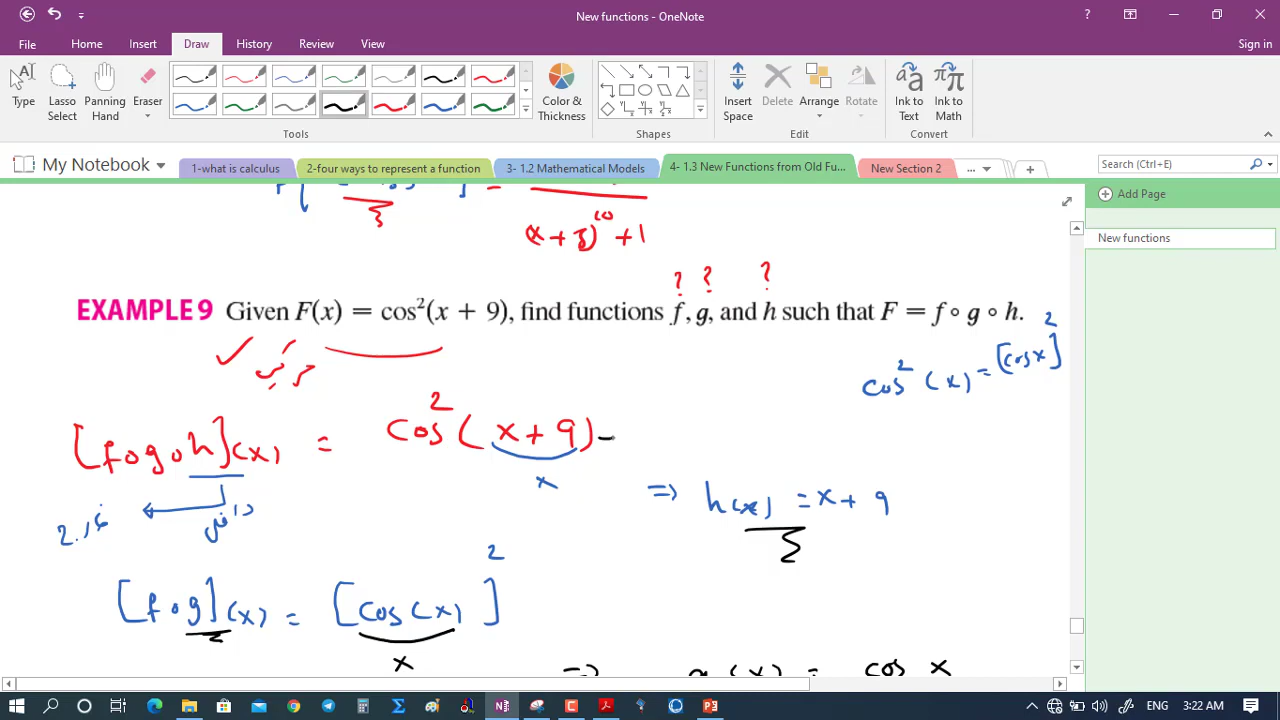 New functions - OneNote
? 
File Home Insert Draw History Review View Sign in
Type Lasso Select Panning Hand Eraser Color & Thickness Insert Space Delete Arrange Rotate Ink to Text Ink to Math
Tools Shapes Edit Convert
My Notebook 1-what is calculus 2-four ways to represent a function 3- 1.2 Mathematical Models 4- 1.3 New Functions from Old Fu... New Section 2 ... + Search (Ctrl+E)
Add Page
New functions
(x+8)^10 +1
? ? ?
EXAMPLE 9 Given F(x) = cos²(x + 9), find functions f, g, and h such that F = f ∘ g ∘ h.
cos²(x) = [cos x]²
[f∘g∘h](x) = cos²(x+9)-
x
=> h(x) = x+9
[f∘g](x) = [cos(x)]²
x
=> g(x) = cos x
3:22 AM